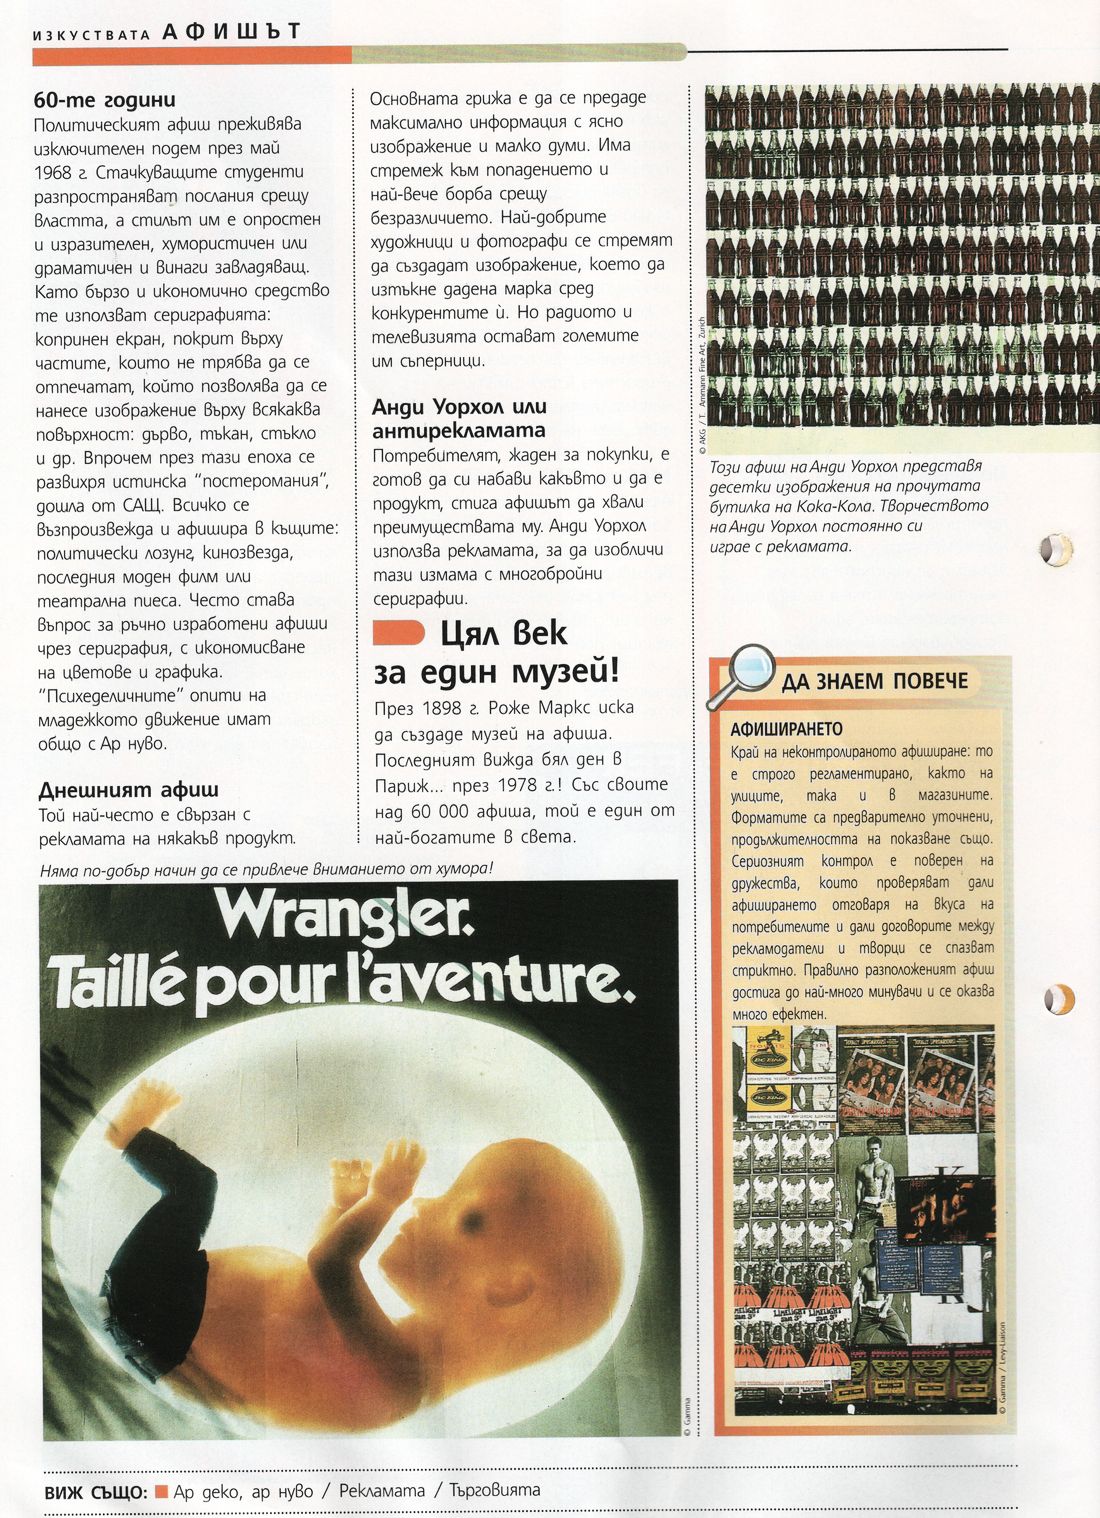 ИЗКУСТВАТА АФИШЪТ
60-те години
Политическият афиш преживява
изключителен подем през май
1968 г. Стачкуващите студенти
разпространяват послания срещу
властта, а стилът им е опростен
и изразителен, хумористичен или
драматичен и винаги завладяващ.
Като бързо и икономично средство
те използват сериграфията:
копринен екран, покрит върху
частите, които не трябва да се
отпечатат, който позволява да се
нанесе изображение върху всякаква
повърхност: дърво, тъкан, стъкло
и др. Впрочем през тази епоха се
развихря истинска "постеромания",
дошла от САЩ. Всичко се
възпроизвежда и афишира в къщите:
политически лозунг, кинозвезда,
последния моден филм или
театрална пиеса. Често става
въпрос за ръчно изработени афиши
чрез сериграфия, с икономисване
на цветове и графика.
"Психеделичните" опити на
младежкото движение имат
общо с Ар нуво.
Днешният афиш
Той най-често е свързан с
рекламата на някакъв продукт.
Основната грижа е да се предаде
максимално информация с ясно
изображение и малко думи. Има
стремеж към попадението и
най-вече борба срещу
безразличието. Най-добрите
художници и фотографи се стремят
да създадат изображение, което да
изтъкне дадена марка сред
конкурентите ѝ. Но радиото и
телевизията остават големите
им съперници.
Анди Уорхол или
антирекламата
Потребителят, жаден за покупки, е
готов да си набави какъвто и да е
продукт, стига афишът да хвали
преимуществата му. Анди Уорхол
използва рекламата, за да изобличи
тази измама с многобройни
сериграфии.
Цял век
за един музей!
През 1898 г. Роже Маркс иска
да създаде музей на афиша.
Последният вижда бял ден в
Париж... през 1978 г.! Със своите
над 60 000 афиша, той е един от
най-богатите в света.
© AKG / T. Ammann Fine Art, Zurich
Този афиш на Анди Уорхол представя
десетки изображения на прочутата
бутилка на Кока-Кола. Творчеството
на Анди Уорхол постоянно си
играе с рекламата.
Няма по-добър начин да се привлече вниманието от хумора!
Wrangler.
Taillé pour l'aventure.
© Gamma
ДА ЗНАЕМ ПОВЕЧЕ
АФИШИРАНЕТО
Край на неконтролираното афиширане: то
е строго регламентирано, както на
улиците, така и в магазините.
Форматите са предварително уточнени,
продължителността на показване също.
Сериозният контрол е поверен на
дружества, които проверяват дали
афиширането отговаря на вкуса на
потребителите и дали договорите между
рекламодатели и творци се спазват
стриктно. Правилно разположеният афиш
достига до най-много минувачи и се оказва
много ефектен.
LIMELIGHT
© Gamma / Levy-Liaison
ВИЖ СЪЩО: Ар деко, ар нуво / Рекламата / Търговията